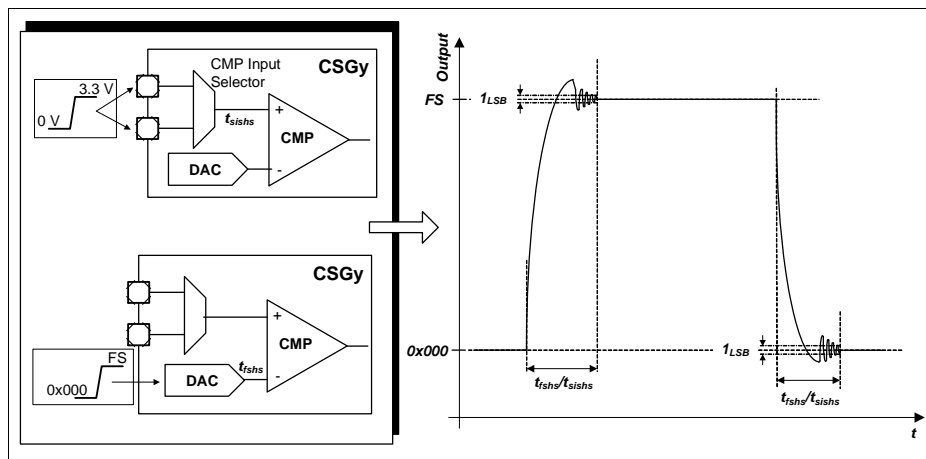 CMP Input
Selector
CSGy
3.3 V
0 V
t_sishs
+
CMP
DAC
-
CSGy
+
CMP
FS
0x000
t_fshs
DAC
-
Output
FS
1_LSB
0x000
1_LSB
t_fshs/t_sishs
t_fshs/t_sishs
t